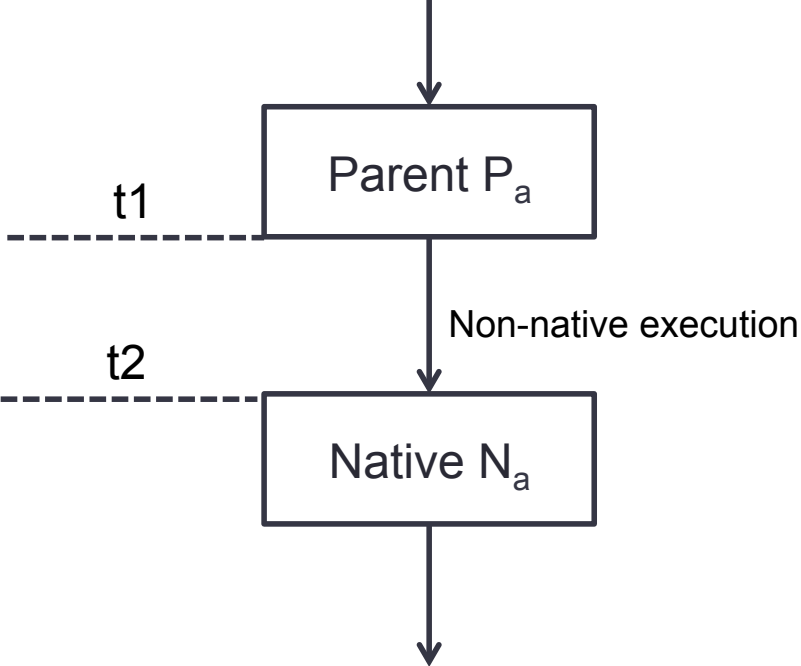 Parent Pₐ
t1
Non-native execution
t2
Native Nₐ